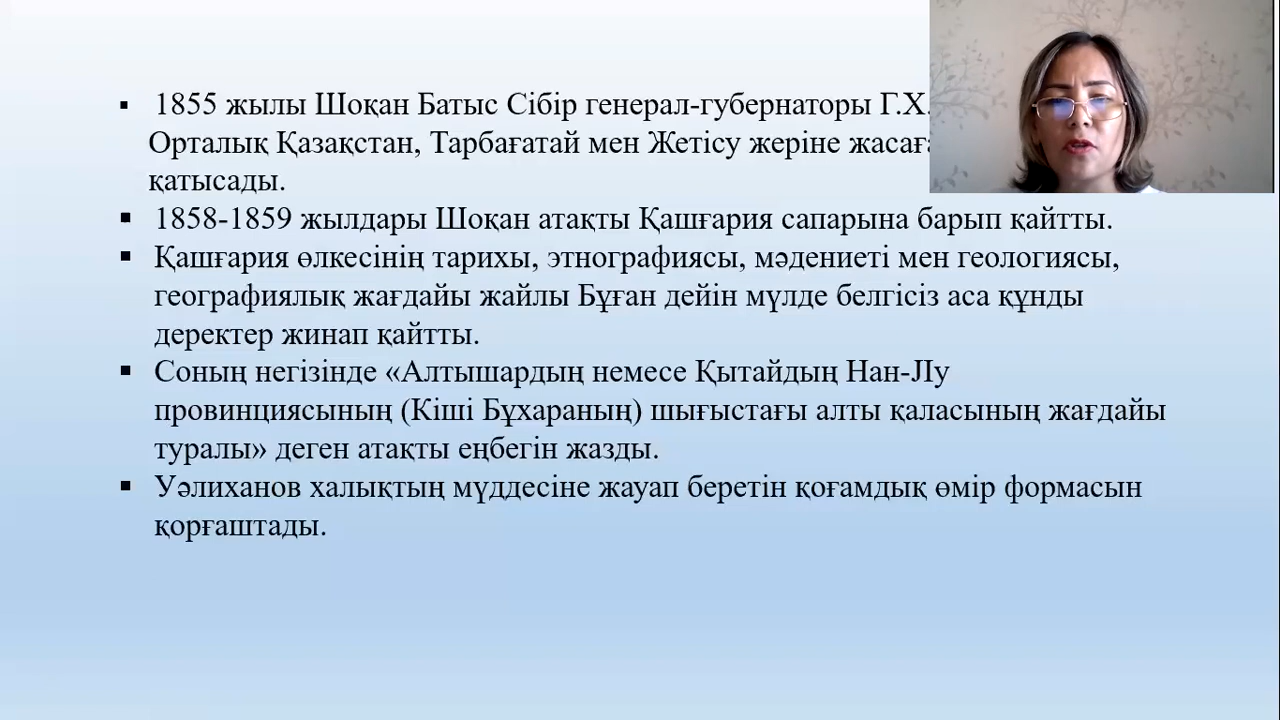 1855 жылы Шоқан Батыс Сібір генерал-губернаторы Г.Х.
Орталық Қазақстан, Тарбағатай мен Жетісу жеріне
қатысады.
1858-1859 жылдары Шоқан атақты Қашғария сапарына барып қайтты.
Қашғария өлкесінің тарихы, этнографиясы, мәдениеті мен геологиясы,
географиялық жағдайы жайлы Бұған дейін мүлде белгісіз аса құнды
деректер жинап қайтты.
Соның негізінде «Алтышардың немесе Қытайдың Нан-Лу
провинциясының (Кіші Бұхараның) шығыстағы алты қаласының жағдайы
туралы» деген атақты еңбегін жазды.
Уәлиханов халықтың мүддесіне жауап беретін қоғамдық өмір формасын
қорғаштады.